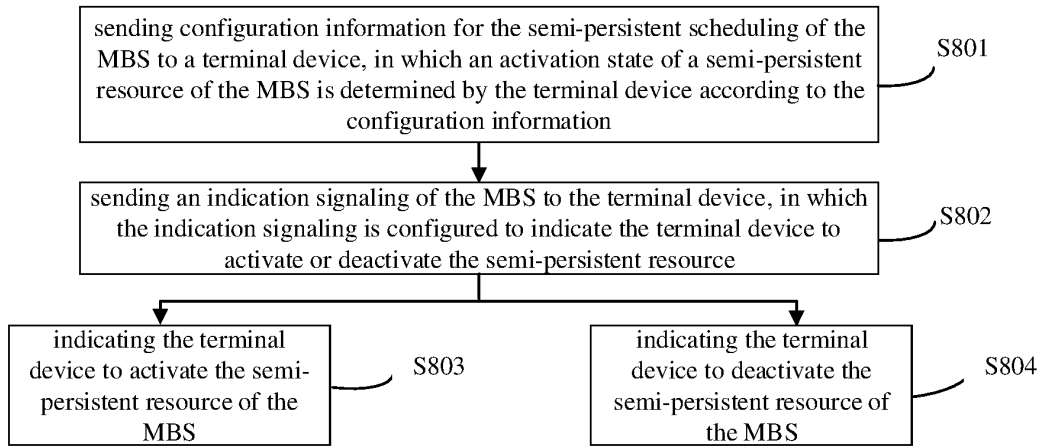 sending configuration information for the semi-persistent scheduling of the
MBS to a terminal device, in which an activation state of a semi-persistent
resource of the MBS is determined by the terminal device according to the
configuration information
S801
sending an indication signaling of the MBS to the terminal device, in which
the indication signaling is configured to indicate the terminal device to
activate or deactivate the semi-persistent resource
S802
indicating the terminal
device to activate the semi-
persistent resource of the
MBS
S803
indicating the terminal
device to deactivate the
semi-persistent resource of
the MBS
S804